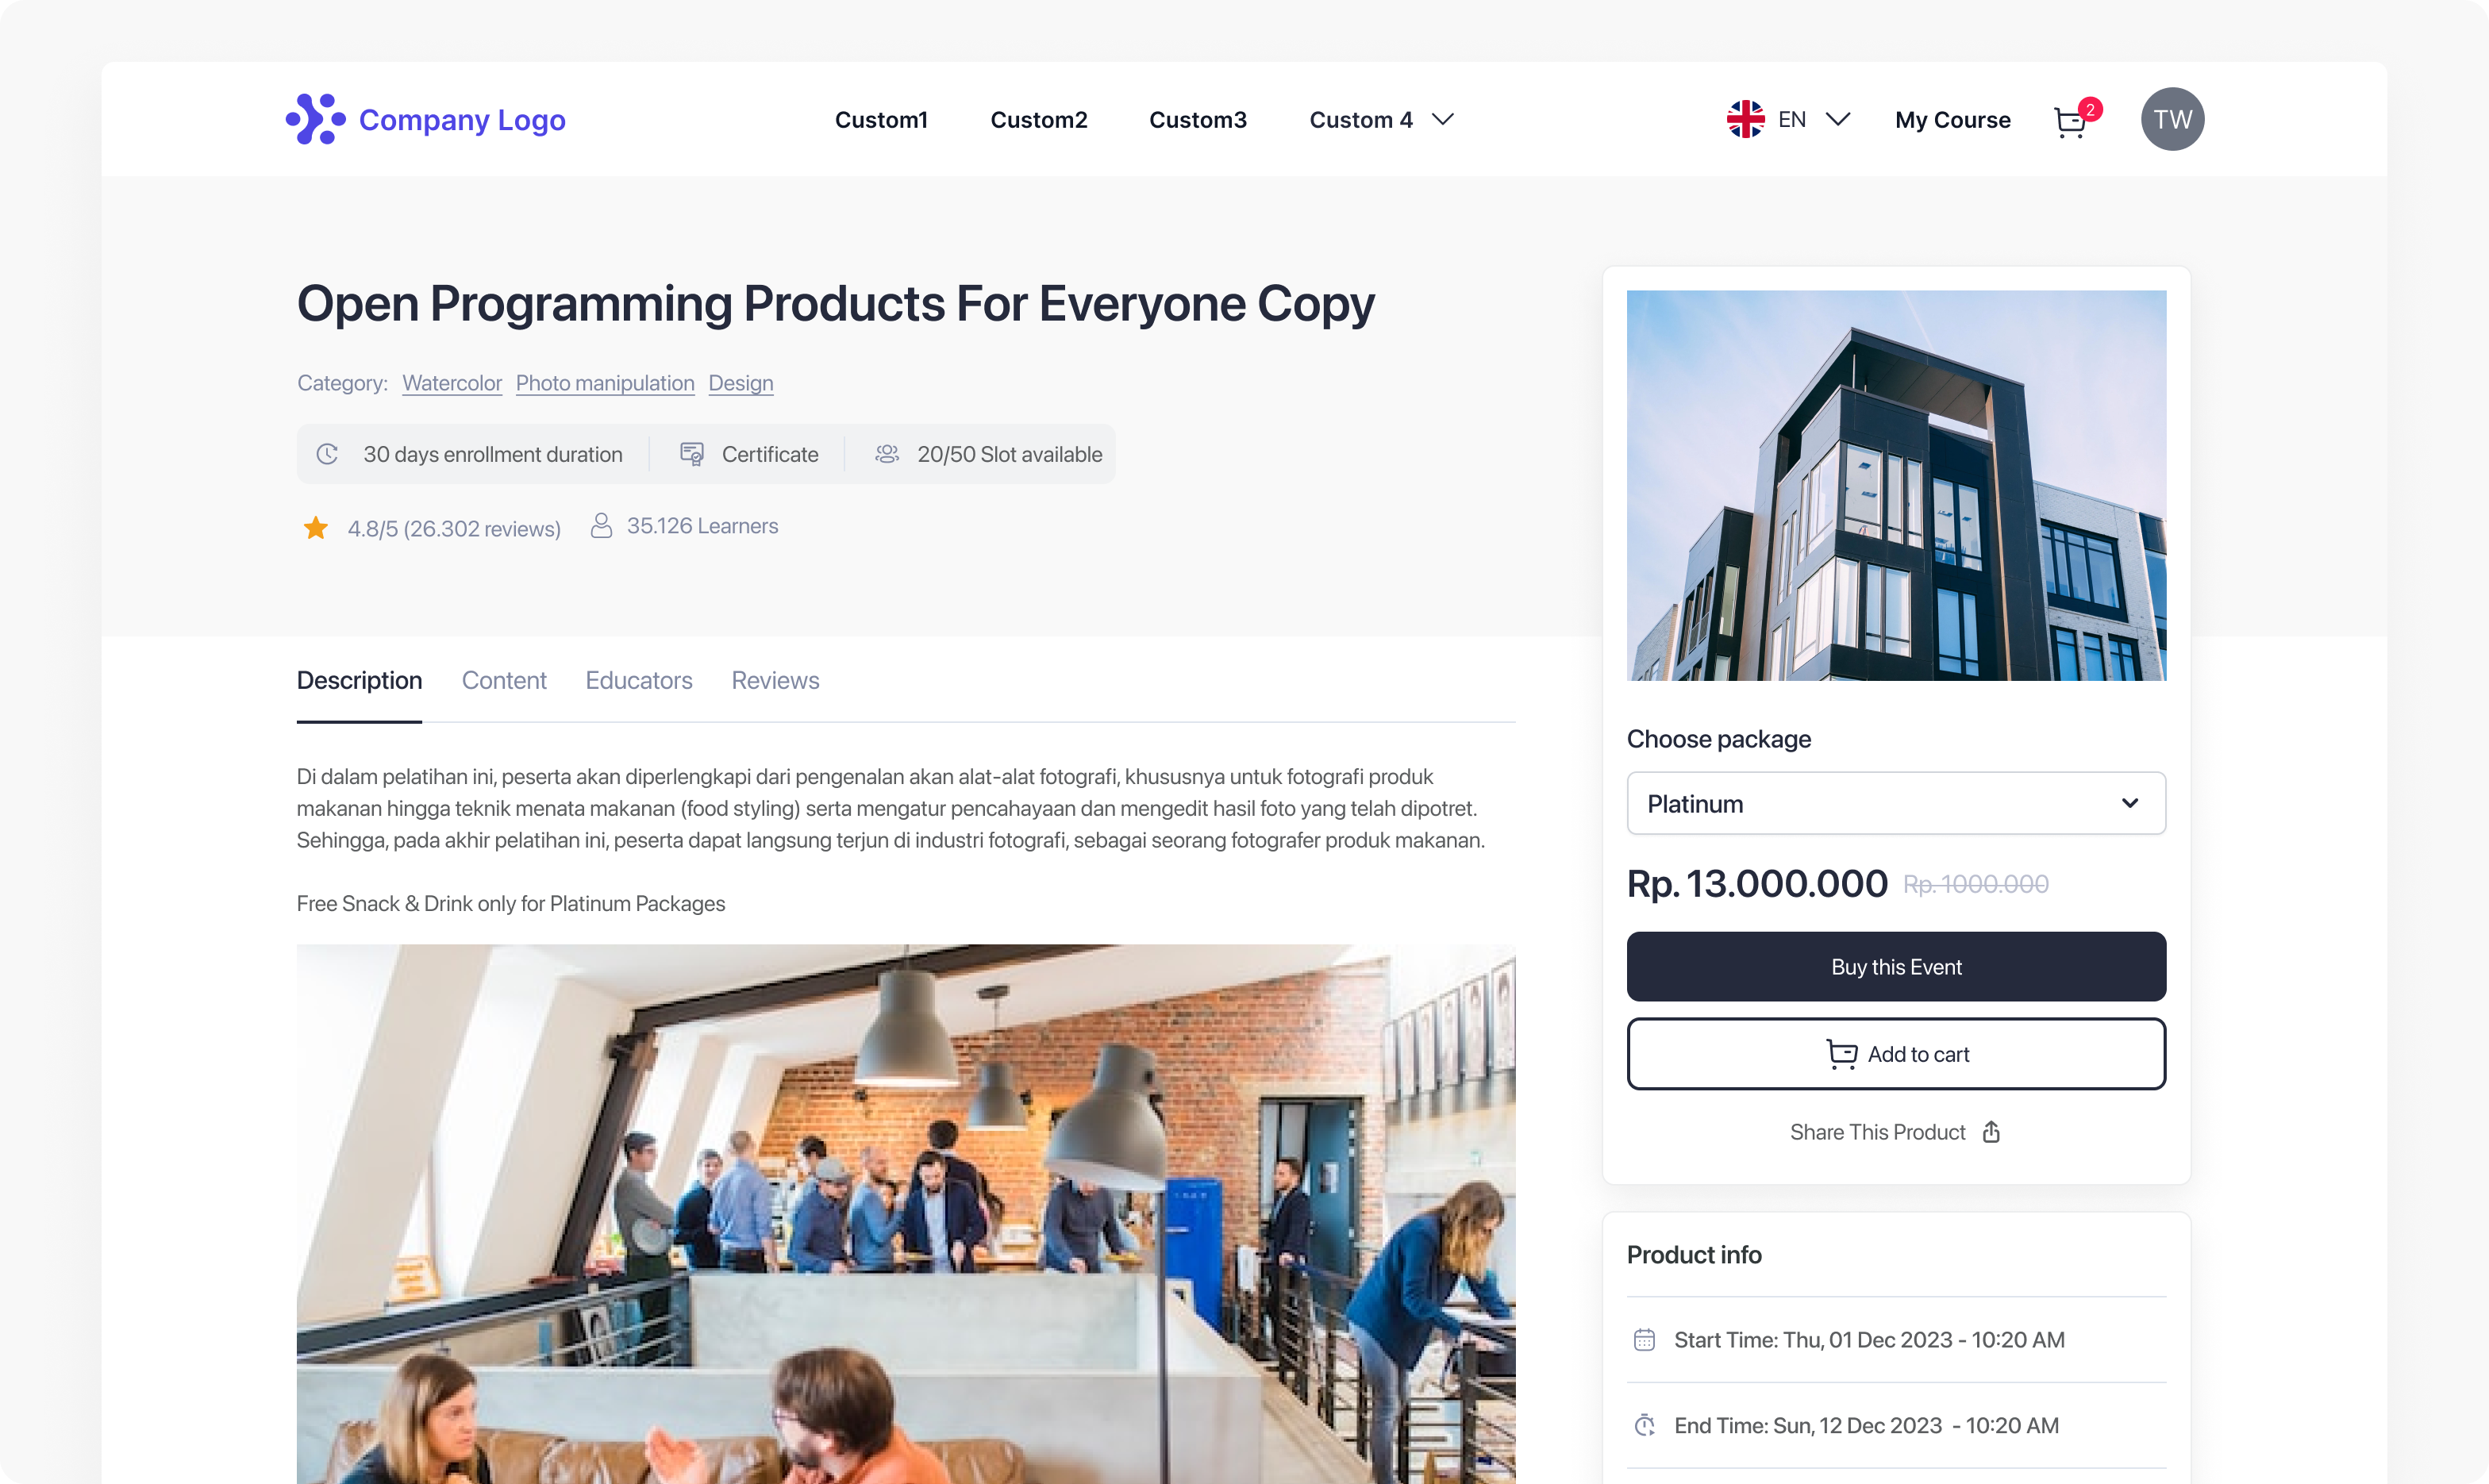 Company Logo
Custom1
Custom2
Custom3
Custom 4
EN
My Course
2
TW
Open Programming Products For Everyone Copy
Category: Watercolor Photo manipulation Design
30 days enrollment duration
Certificate
20/50 Slot available
4.8/5 (26.302 reviews)
35.126 Learners
Description
Content
Educators
Reviews
Di dalam pelatihan ini, peserta akan diperlengkapi dari pengenalan akan alat-alat fotografi, khususnya untuk fotografi produk
makanan hingga teknik menata makanan (food styling) serta mengatur pencahayaan dan mengedit hasil foto yang telah dipotret.
Sehingga, pada akhir pelatihan ini, peserta dapat langsung terjun di industri fotografi, sebagai seorang fotografer produk makanan.
Free Snack & Drink only for Platinum Packages
Choose package
Platinum
Rp. 13.000.000 Rp. 1000.000
Buy this Event
Add to cart
Share This Product
Product info
Start Time: Thu, 01 Dec 2023 - 10:20 AM
End Time: Sun, 12 Dec 2023 - 10:20 AM